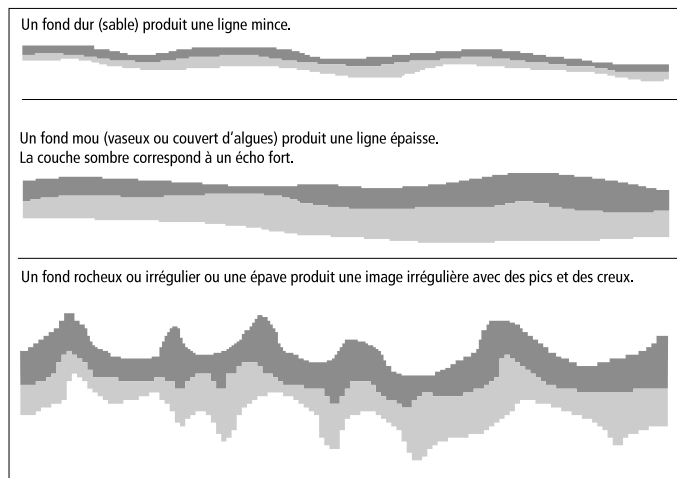 Un fond dur (sable) produit une ligne mince.
Un fond mou (vaseux ou couvert d'algues) produit une ligne épaisse.
La couche sombre correspond à un écho fort.
Un fond rocheux ou irrégulier ou une épave produit une image irrégulière avec des pics et des creux.